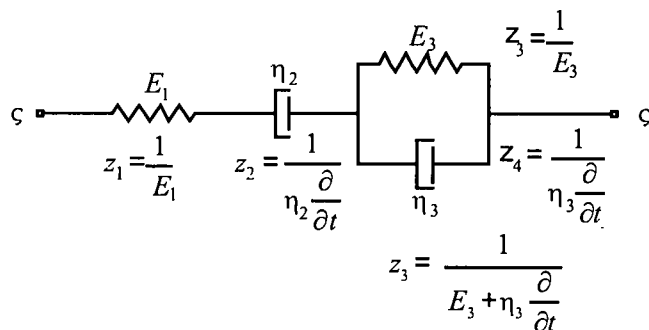 E₃
z₃ = 1/E₃
E₁
η₂
ς
ς
z₁ = 1/E₁
z₂ = 1/(η₂ ∂/∂t)
η₃
z₄ = 1/(η₃ ∂/∂t)
z₃ = 1/(E₃ + η₃ ∂/∂t)